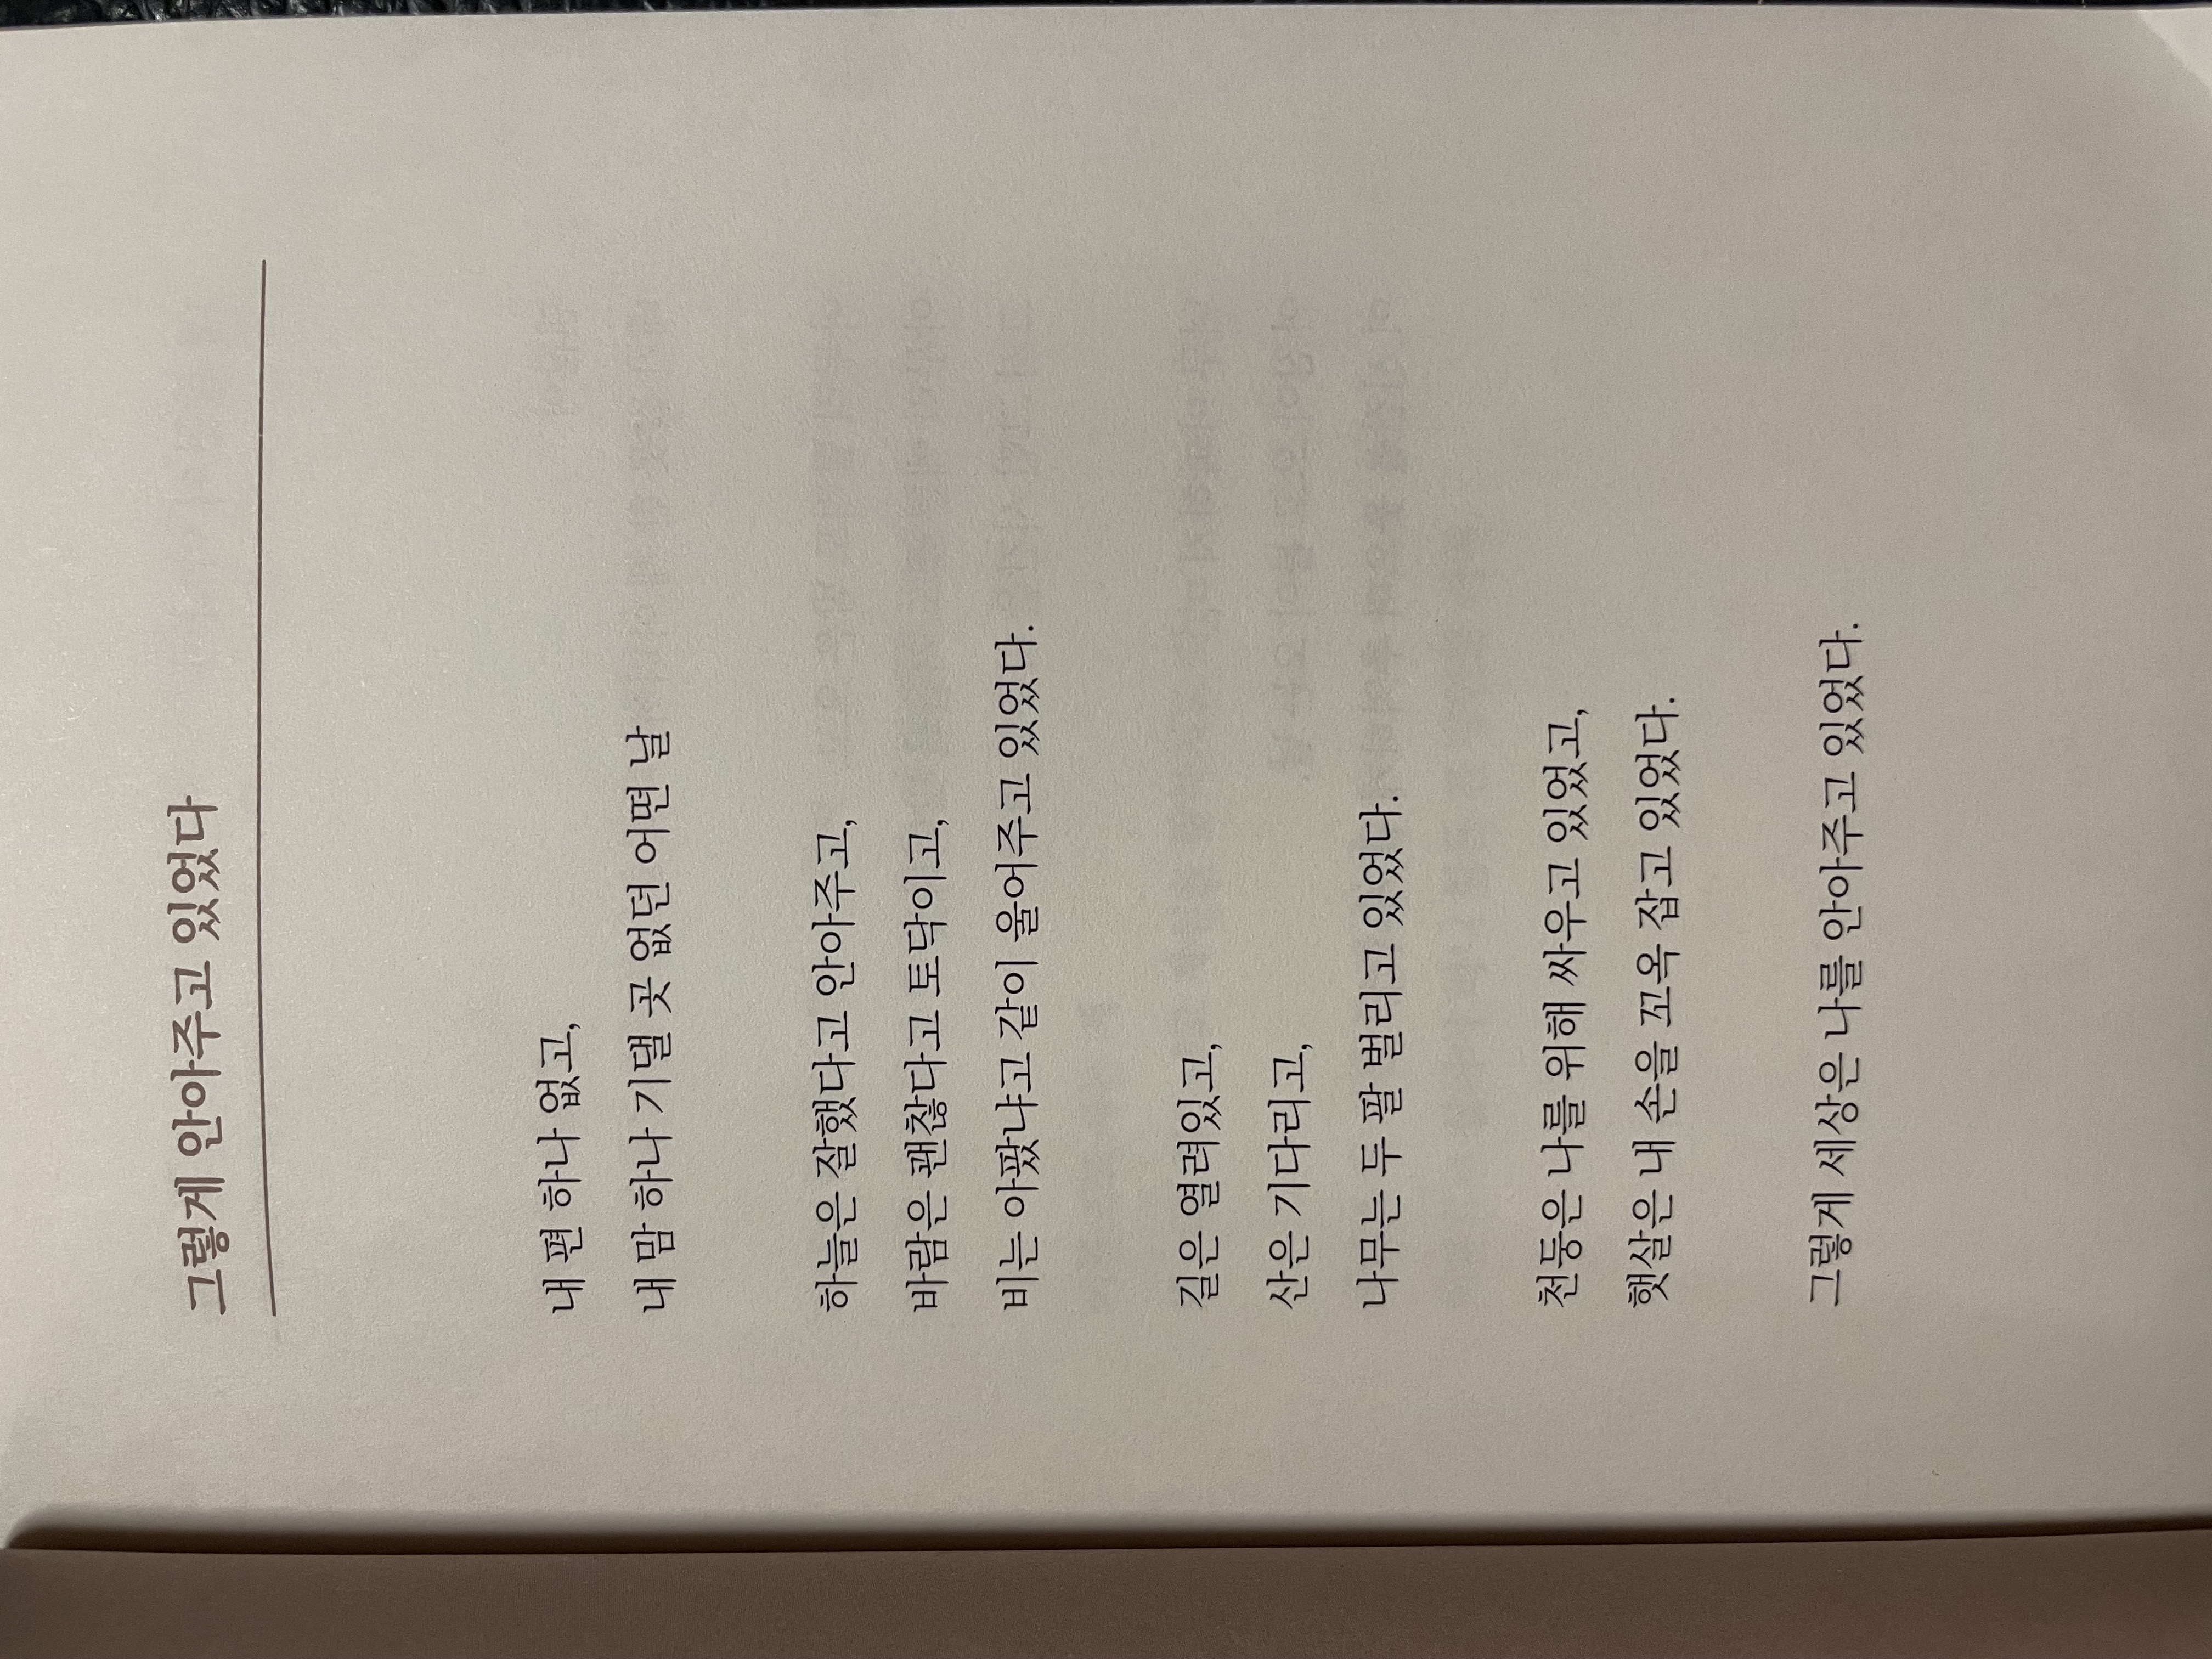 그렇게 안아주고 있었다
내 편 하나 없고,
내 맘 하나 기댈 곳 없던 어떤 날
하늘은 잘했다고 안아주고,
바람은 괜찮다고 토닥이고,
비는 아팠냐고 같이 울어주고 있었다.
길은 열려있고,
산은 기다리고,
나무는 두 팔 벌리고 있었다.
천둥은 나를 위해 싸우고 있었고,
햇살은 내 손을 꼬옥 잡고 있었다.
그렇게 세상은 나를 안아주고 있었다.